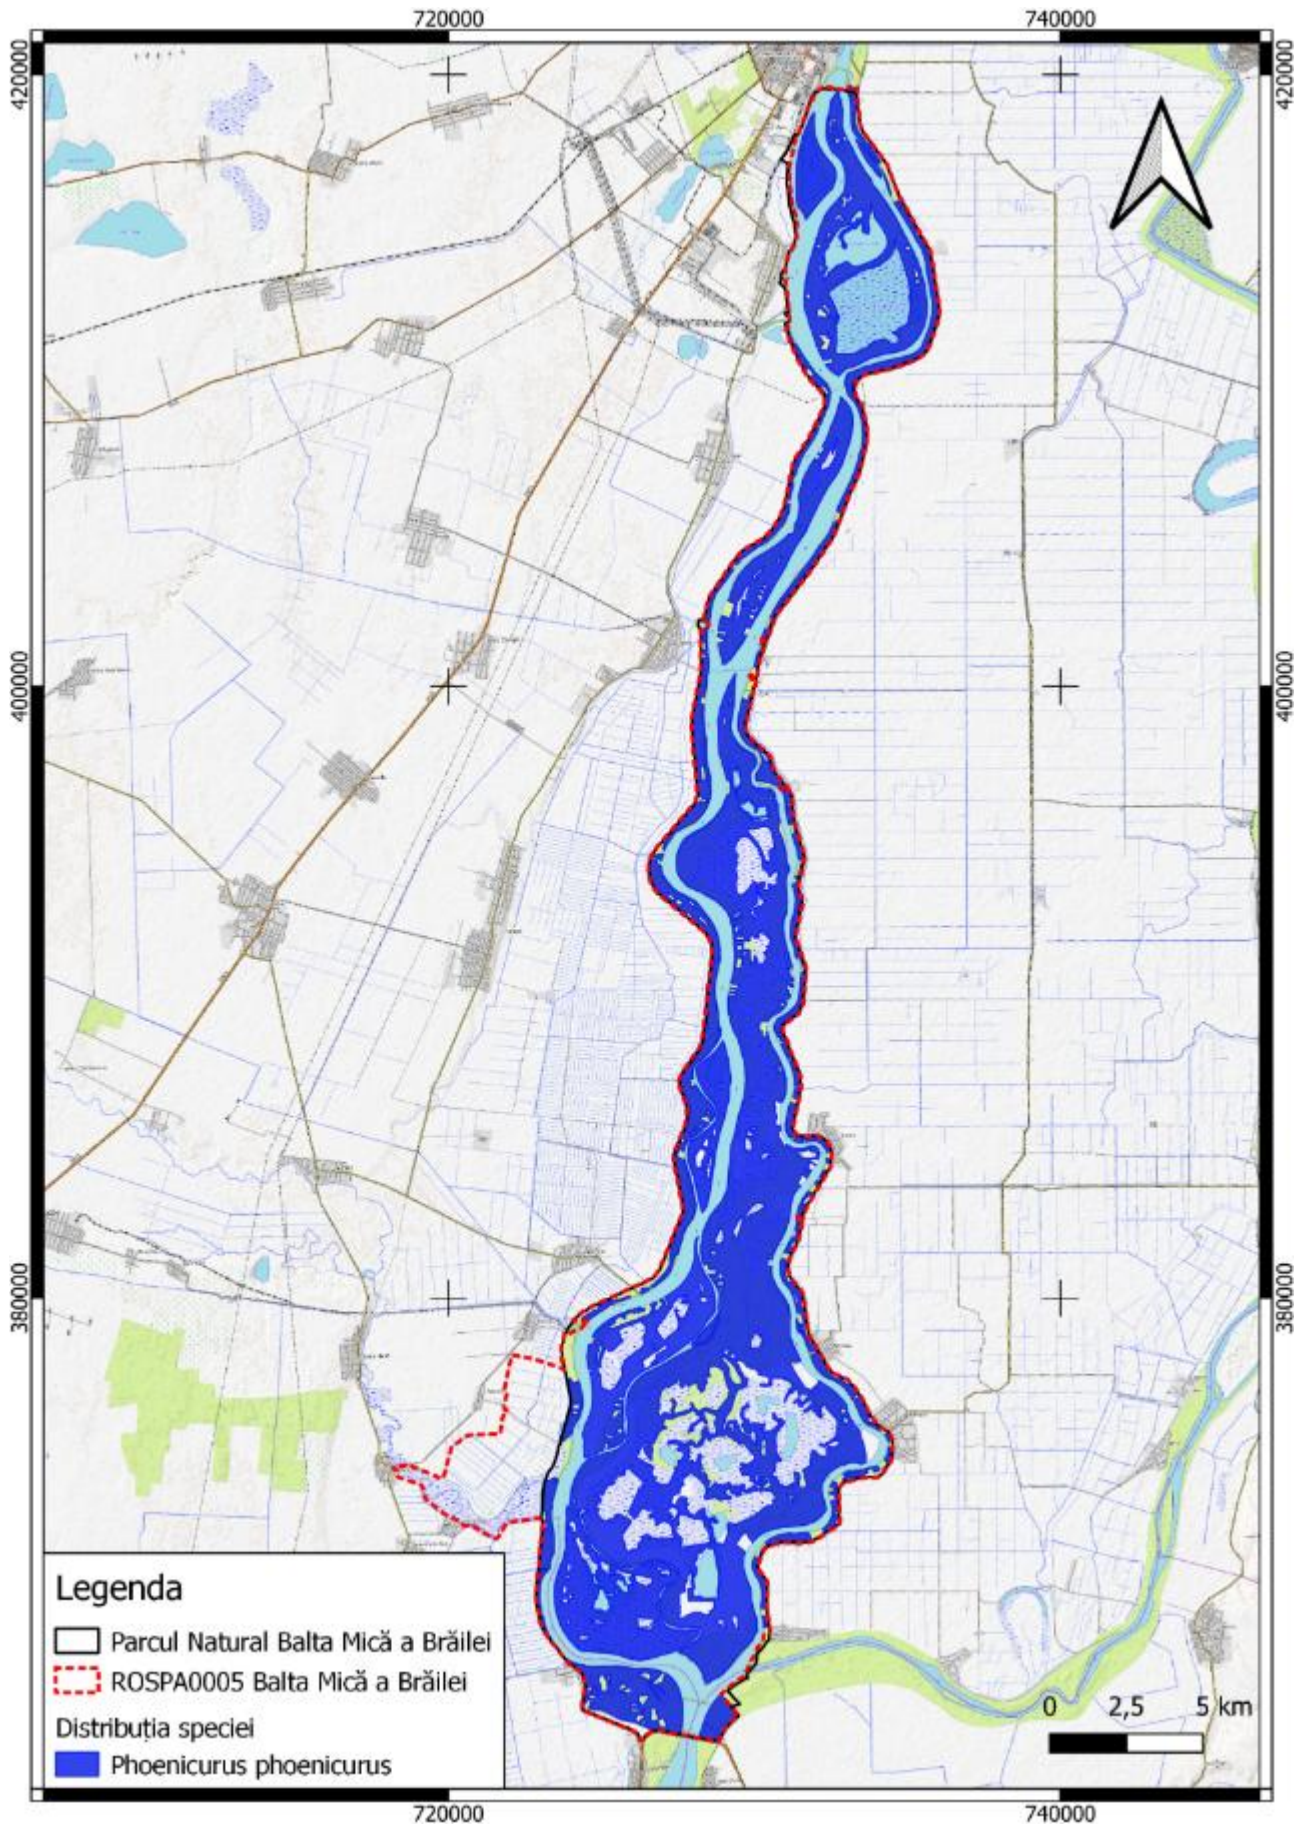 720000 740000
420000 420000
400000 400000
380000 380000
Legenda
Parcul Natural Balta Mică a Brăilei
ROSPA0005 Balta Mică a Brăilei
Distribuția speciei
Phoenicurus phoenicurus
0 2,5 5 km
720000 740000